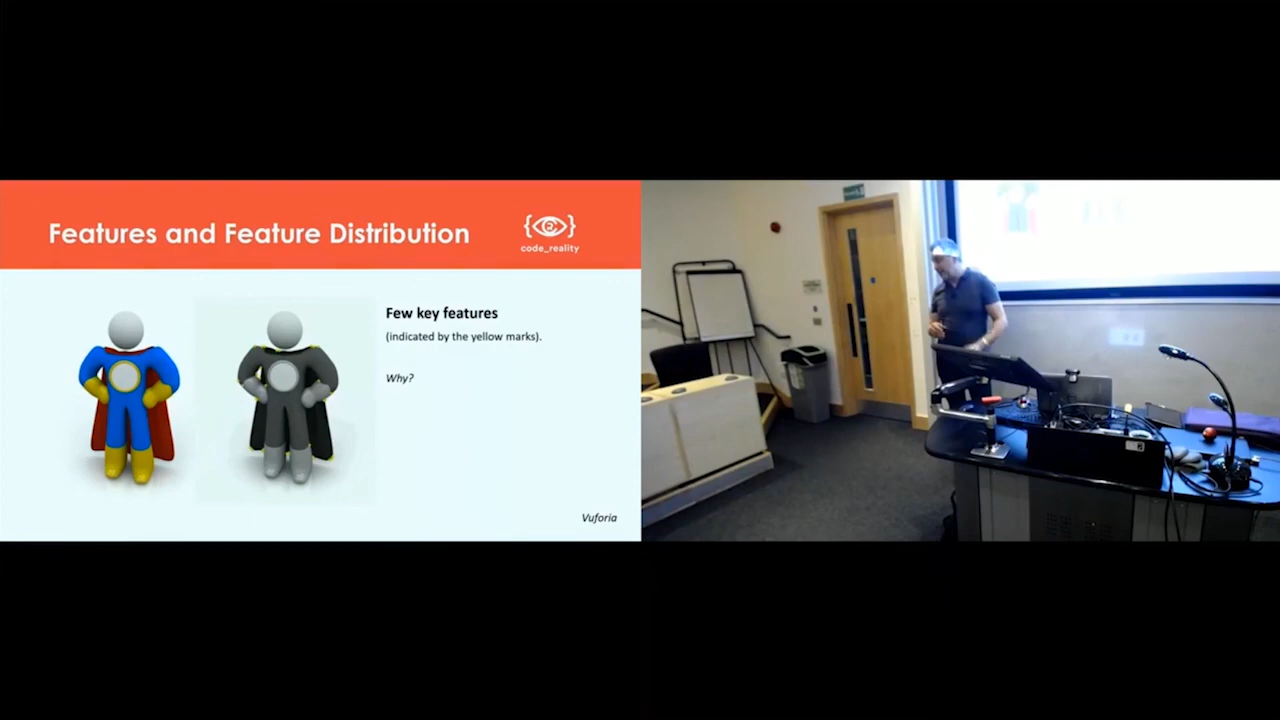 Features and Feature Distribution
{ } code_reality
Few key features
(indicated by the yellow marks).
Why?
Vuforia